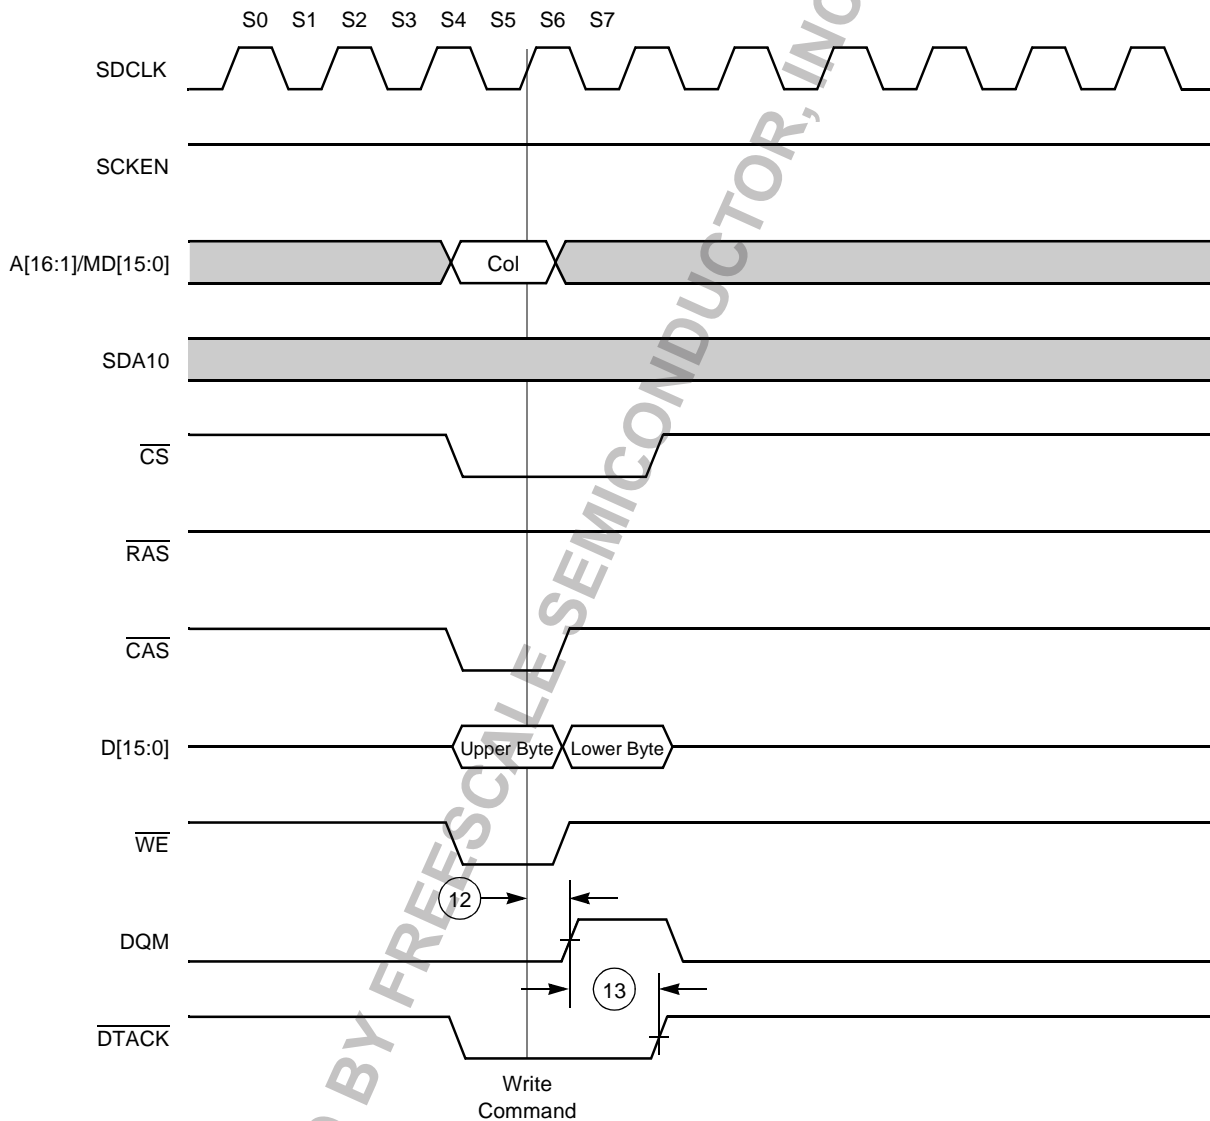 S0 S1 S2 S3 S4 S5 S6 S7
SDCLK
SCKEN
A[16:1]/MD[15:0]
Col
SDA10
CS
RAS
CAS
D[15:0]
Upper Byte
Lower Byte
WE
12
DQM
13
DTACK
Write
Command
BY FREESCALE SEMICONDUCTOR, INC